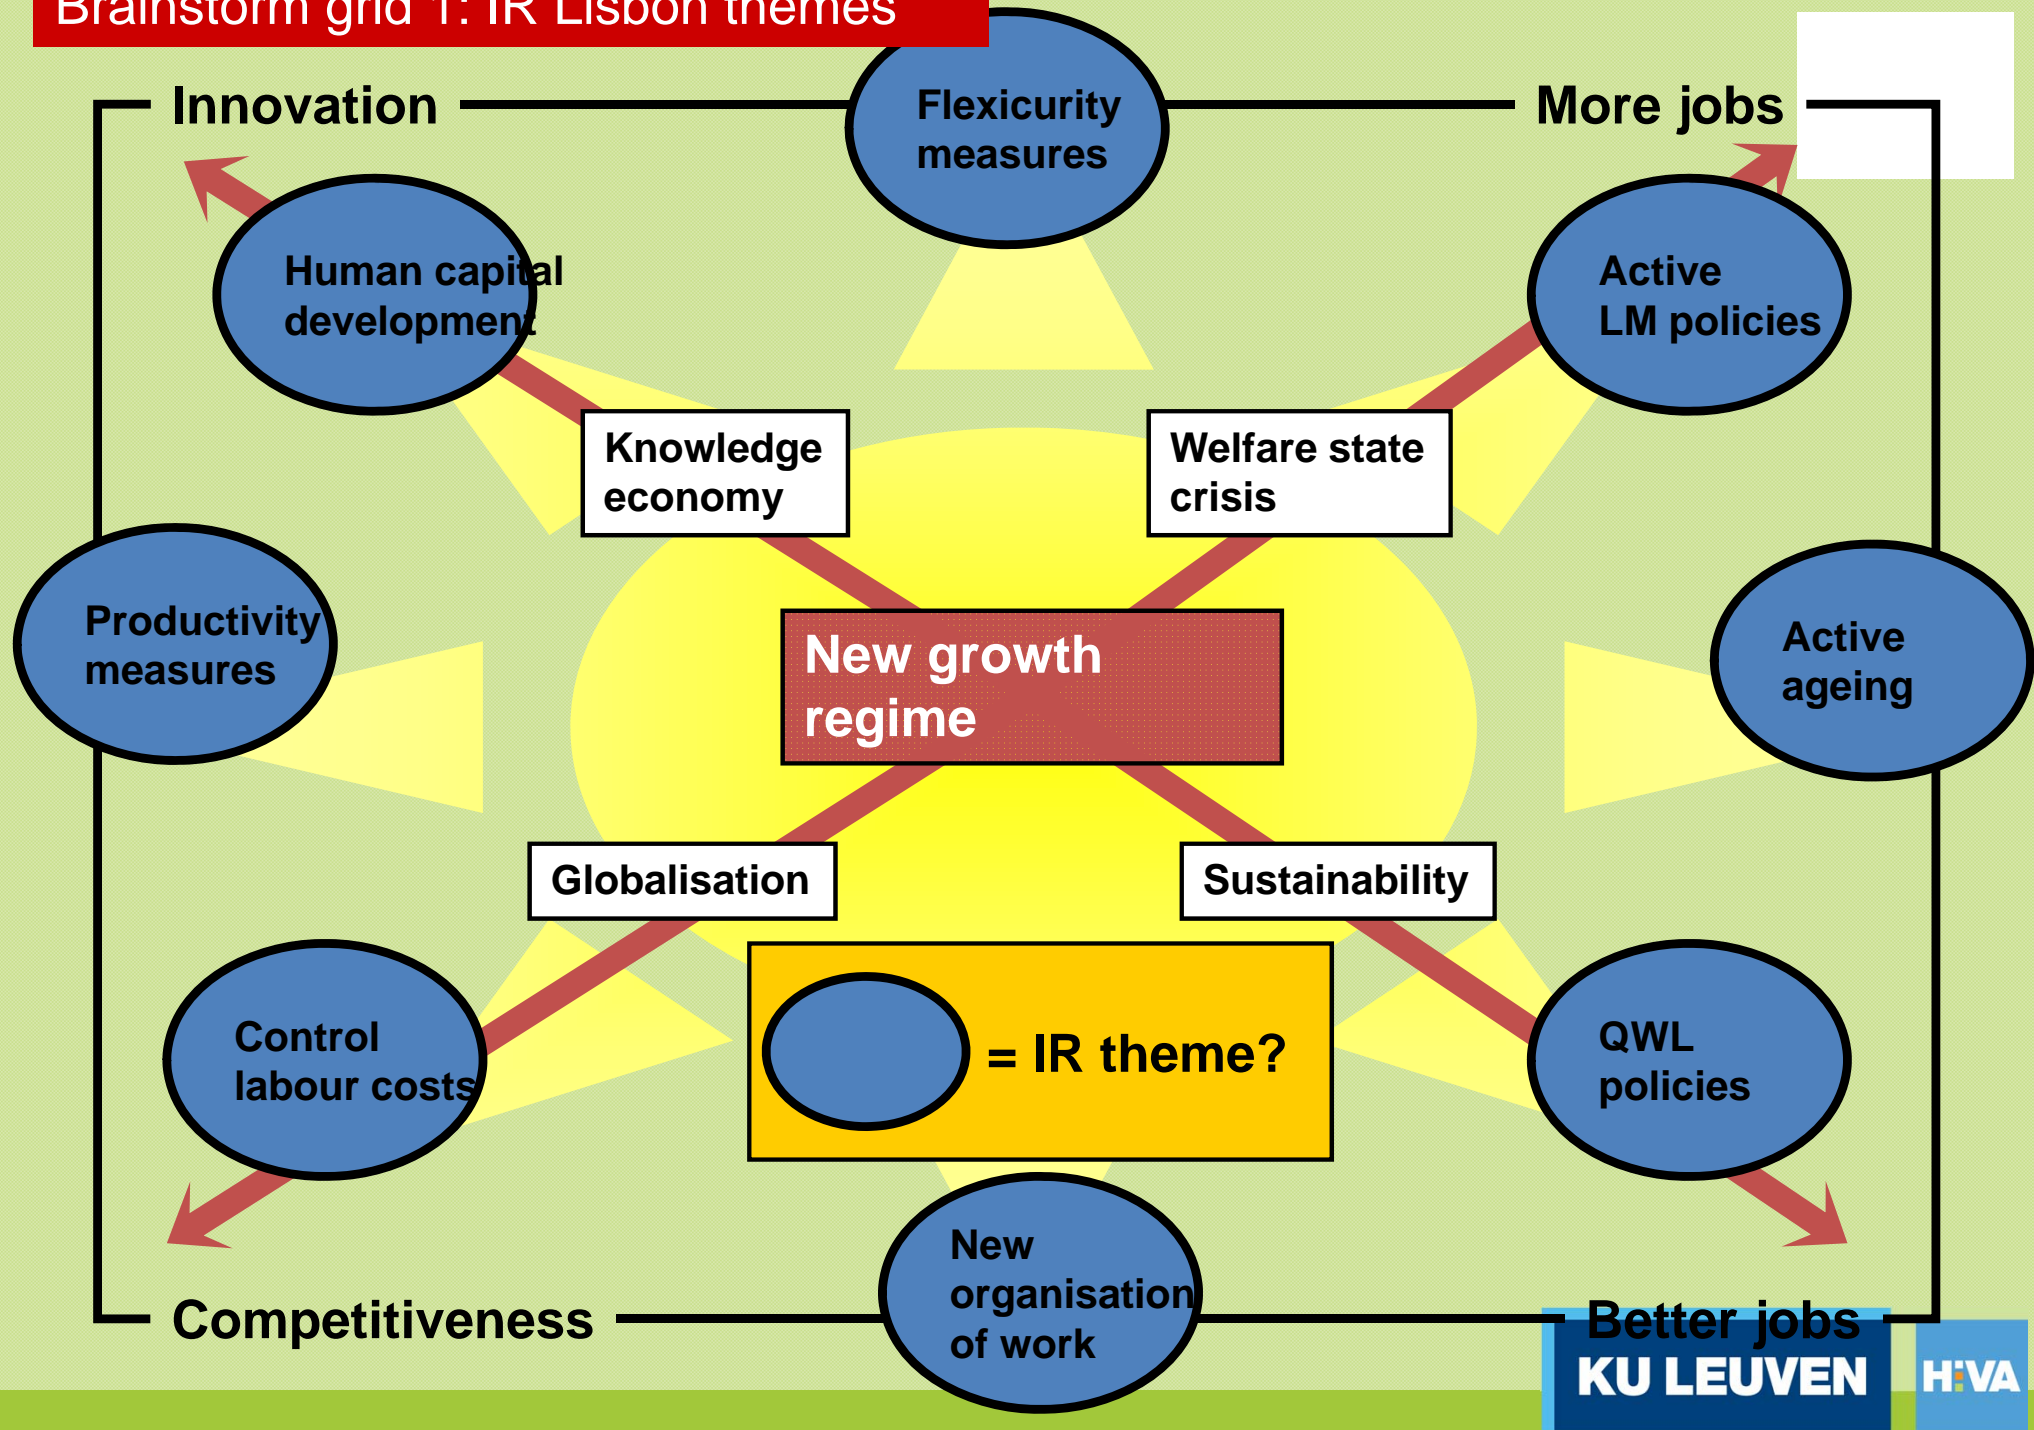 Brainstorm grid 1: IR Lisbon themes
Innovation
Flexicurity
measures
More jobs
Human capital
development
Active
LM policies
Knowledge
economy
Welfare state
crisis
Productivity
measures
New growth
regime
Active
ageing
Globalisation
Sustainability
Control
labour costs
= IR theme?
QWL
policies
New
organisation
of work
Competitiveness
Better jobs
KU LEUVEN
HIVA